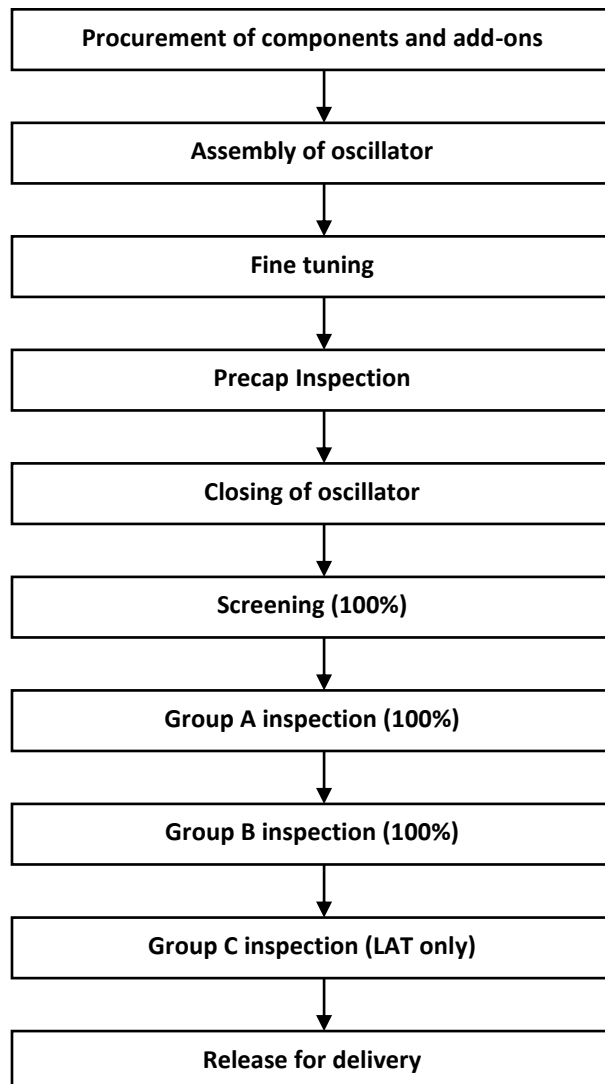 Procurement of components and add-ons
Assembly of oscillator
Fine tuning
Precap Inspection
Closing of oscillator
Screening (100%)
Group A inspection (100%)
Group B inspection (100%)
Group C inspection (LAT only)
Release for delivery